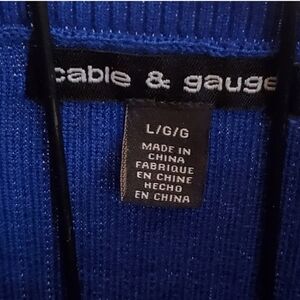 cable & gauge
L/G/G
MADE IN
CHINA
FABRIQUE
EN CHINE
HECHO
EN CHINA